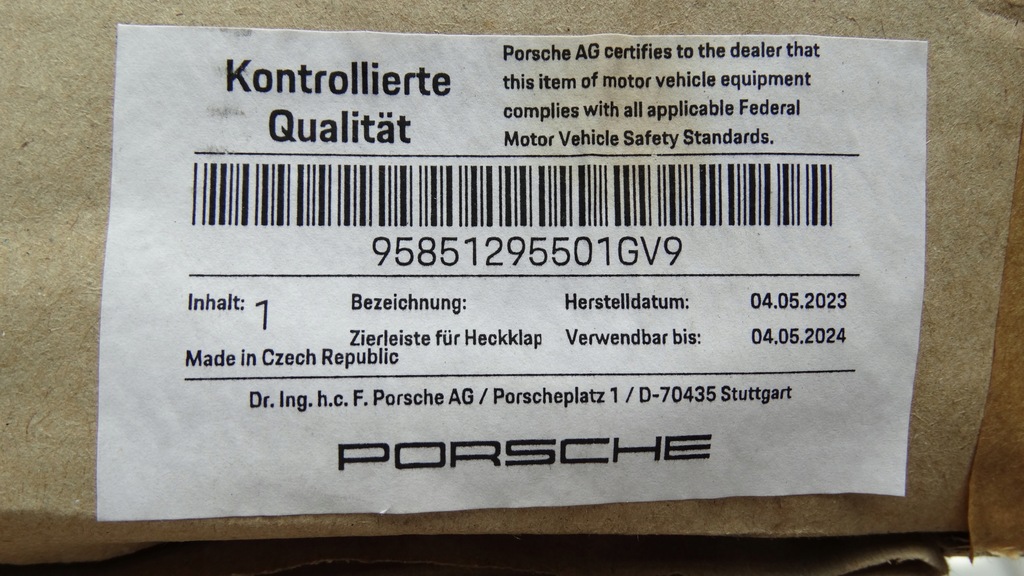 Kontrollierte
Qualität
Porsche AG certifies to the dealer that
this item of motor vehicle equipment
complies with all applicable Federal
Motor Vehicle Safety Standards.
95851295501GV9
Inhalt: 1 Bezeichnung: Herstelldatum: 04.05.2023
Zierleiste für Heckklap Verwendbar bis: 04.05.2024
Made in Czech Republic
Dr. Ing. h.c. F. Porsche AG / Porscheplatz 1 / D-70435 Stuttgart
PORSCHE